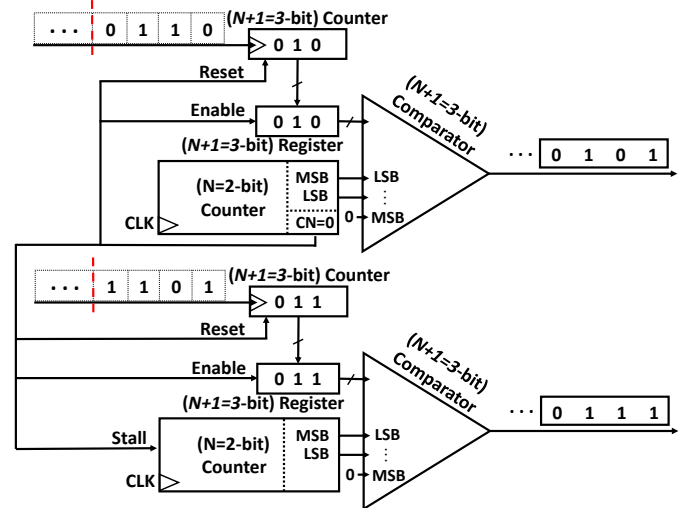 (N+1=3-bit) Counter
· · · 0 1 1 0
0 1 0
Reset
Enable
0 1 0
(N+1=3-bit) Register
(N+1=3-bit)
Comparator
· · · 0 1 0 1
(N=2-bit)
Counter
MSB
LSB
CN=0
CLK
LSB
0 MSB
(N+1=3-bit) Counter
· · · 1 1 0 1
0 1 1
Reset
Enable
0 1 1
(N+1=3-bit) Register
(N+1=3-bit)
Comparator
· · · 0 1 1 1
Stall
(N=2-bit)
Counter
MSB
LSB
CLK
LSB
0 MSB